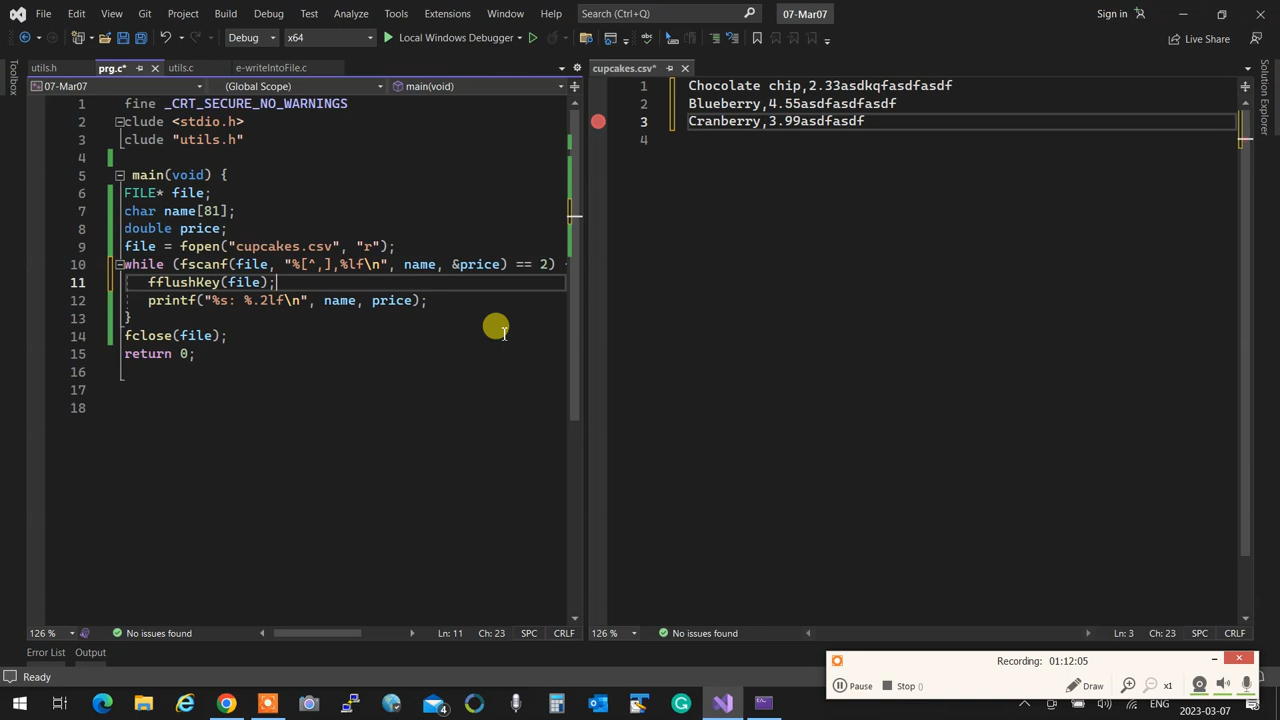 File Edit View Git Project Build Debug Test Analyze Tools Extensions Window Help Search (Ctrl+Q) 07-Mar07 Sign in
Debug x64 Local Windows Debugger Live Share
utils.h prg.c* utils.c e-writeIntoFile.c cupcakes.csv*
07-Mar07 (Global Scope) main(void)
Toolbox
Solution Explorer
1 fine _CRT_SECURE_NO_WARNINGS
2 clude <stdio.h>
3 clude "utils.h"
4
5 main(void) {
6 FILE* file;
7 char name[81];
8 double price;
9 file = fopen("cupcakes.csv", "r");
10 while (fscanf(file, "%[^,],%lf\n", name, &price) == 2) {
11 fflushKey(file);
12 printf("%s: %.2lf\n", name, price);
13 }
14 fclose(file);
15 return 0;
16
17
18
1 Chocolate chip,2.33asdkqfasdfasdf
2 Blueberry,4.55asdfasdf
3 Cranberry,3.99asdfasdf
4
126 % No issues found Ln: 11 Ch: 23 SPC CRLF
126 % No issues found Ln: 3 Ch: 23 SPC CRLF
Error List Output
Ready
Recording: 01:12:05
Pause Stop () Draw x1
4
ENG 2023-03-07